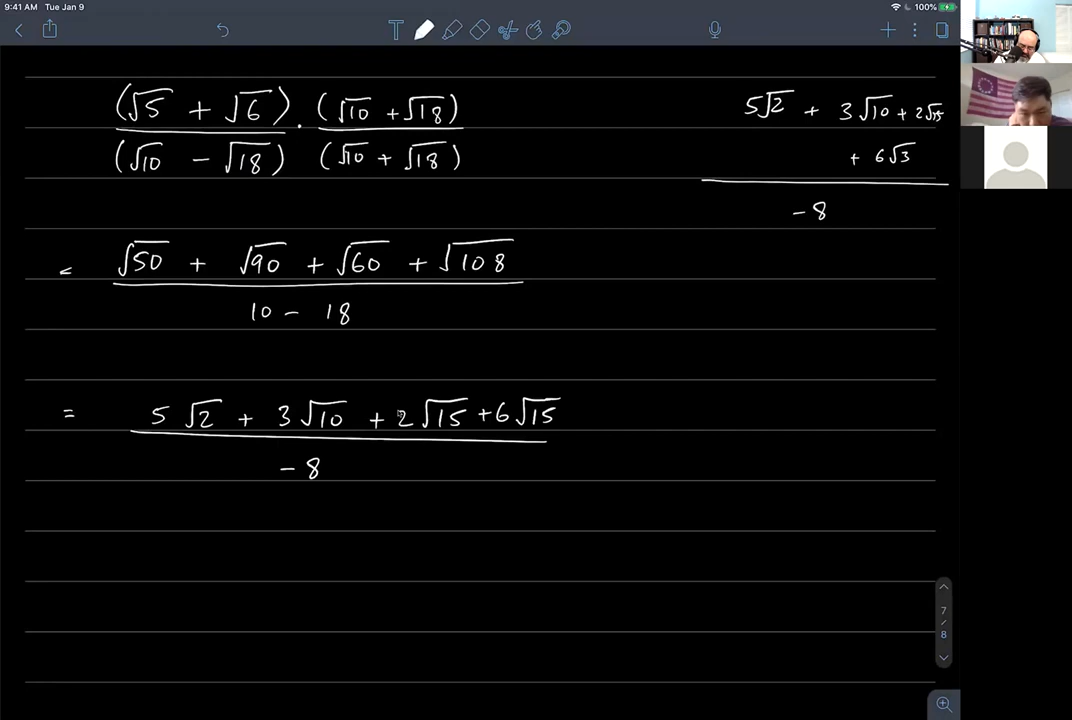 9:41 AM Tue Jan 9
100%
(√5 + √6) · (√10 + √18)
(√10 − √18) (√10 + √18)
5√2 + 3√10 + 2√15
+ 6√3
−8
= √50 + √90 + √60 + √108
10 − 18
= 5√2 + 3√10 + 2√15 + 6√15
−8
7
/
8